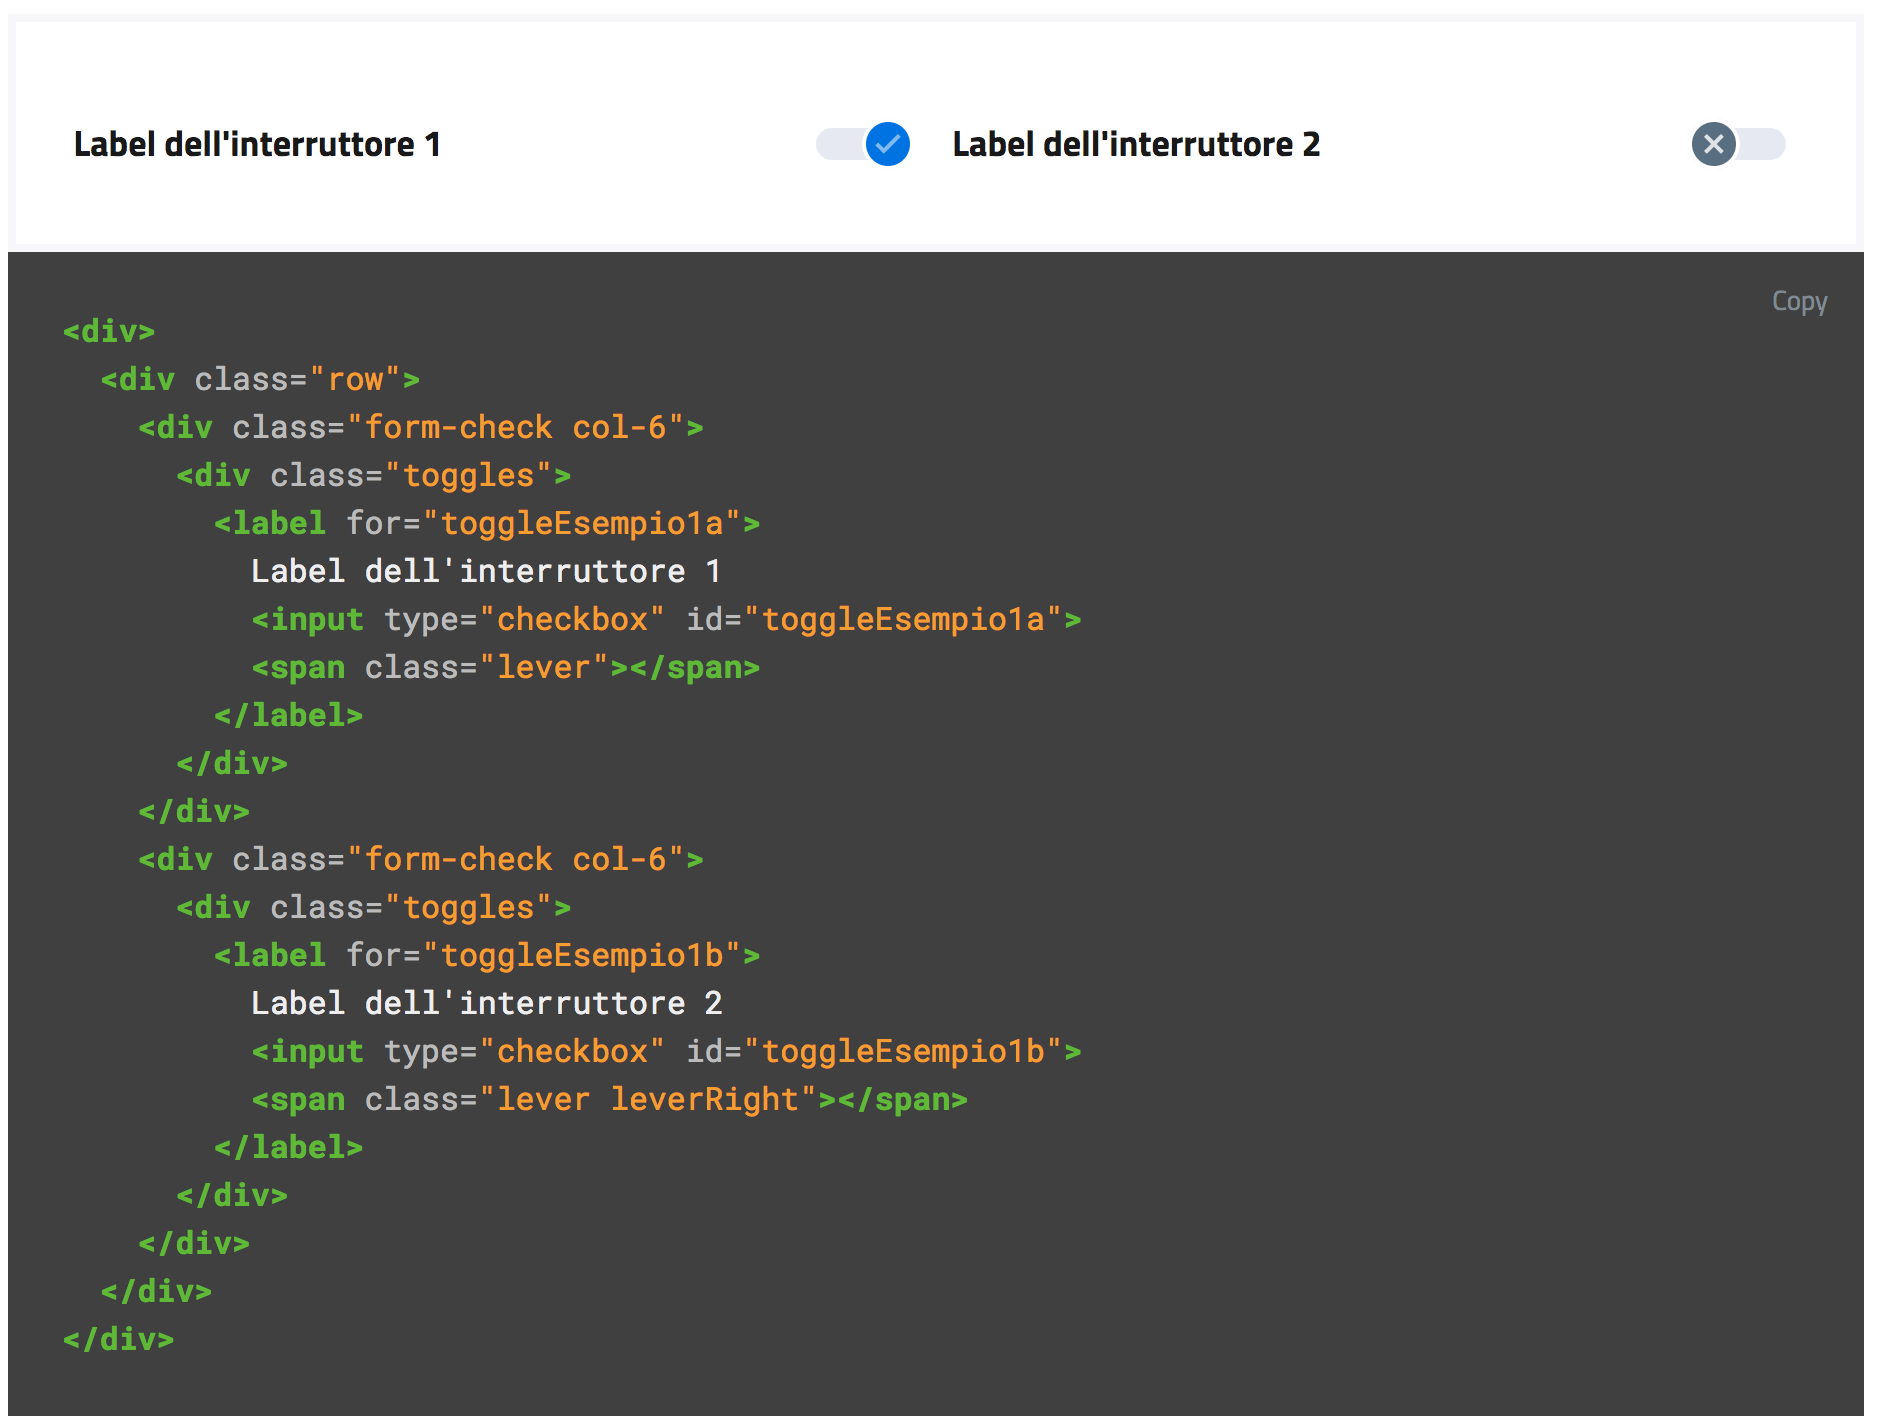 Label dell'interruttore 1
Label dell'interruttore 2
Copy
<div>
  <div class="row">
    <div class="form-check col-6">
      <div class="toggles">
        <label for="toggleEsempio1a">
          Label dell'interruttore 1
          <input type="checkbox" id="toggleEsempio1a">
          <span class="lever"></span>
        </label>
      </div>
    </div>
    <div class="form-check col-6">
      <div class="toggles">
        <label for="toggleEsempio1b">
          Label dell'interruttore 2
          <input type="checkbox" id="toggleEsempio1b">
          <span class="lever leverRight"></span>
        </label>
      </div>
    </div>
  </div>
</div>